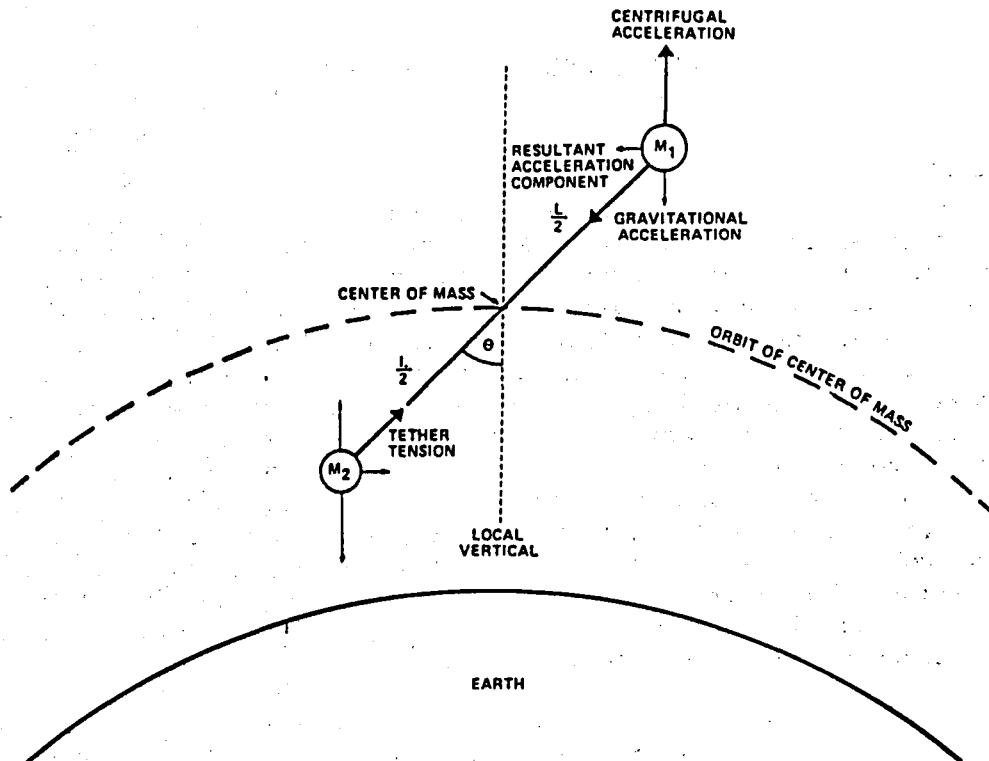 CENTRIFUGAL
ACCELERATION
M1
RESULTANT
ACCELERATION
COMPONENT
L
2
GRAVITATIONAL
ACCELERATION
CENTER OF MASS
θ
ORBIT OF CENTER OF MASS
L
2
TETHER
TENSION
M2
LOCAL
VERTICAL
EARTH